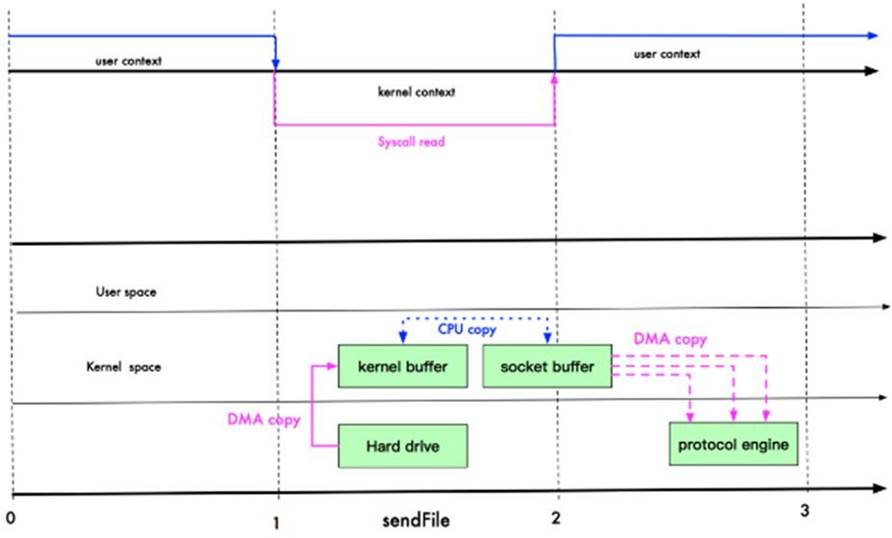 user context
user context
kernel context
Syscall read
User space
CPU copy
DMA copy
kernel buffer
socket buffer
Kernel space
DMA copy
Hard drive
protocol engine
0
1
sendFile
2
3